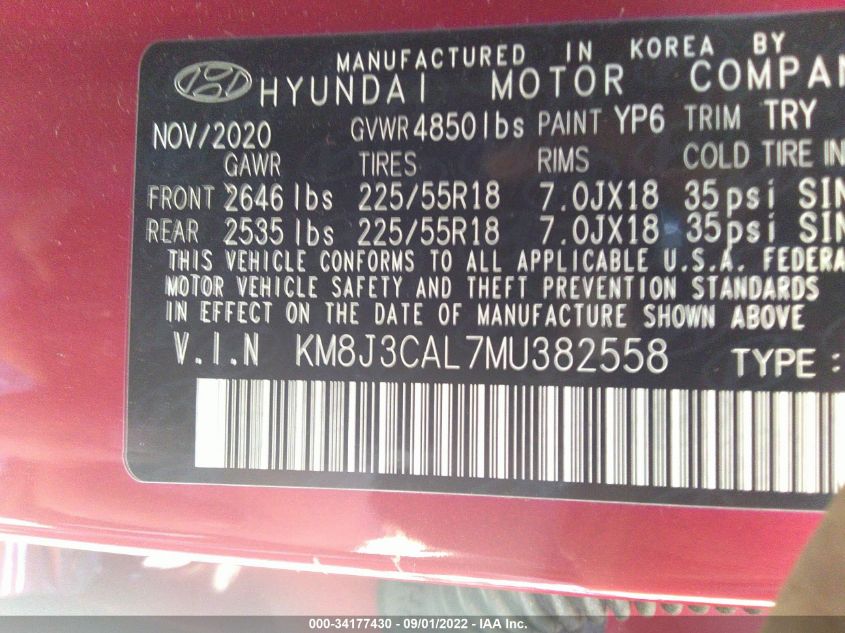 MANUFACTURED IN KOREA BY
HYUNDAI MOTOR COMPAN
NOV/2020 GVWR 4850lbs PAINT YP6 TRIM TRY
GAWR TIRES RIMS COLD TIRE IN
FRONT 2646 lbs 225/55R18 7.0JX18 35psi SIN
REAR 2535 lbs 225/55R18 7.0JX18 35psi SIN
THIS VEHICLE CONFORMS TO ALL APPLICABLE U.S.A. FEDERA
MOTOR VEHICLE SAFETY AND THEFT PREVENTION STANDARDS
IN EFFECT ON THE DATE OF MANUFACTURE SHOWN ABOVE
V.I.N KM8J3CAL7MU382558 TYPE :
000-34177430 - 09/01/2022 - IAA Inc.